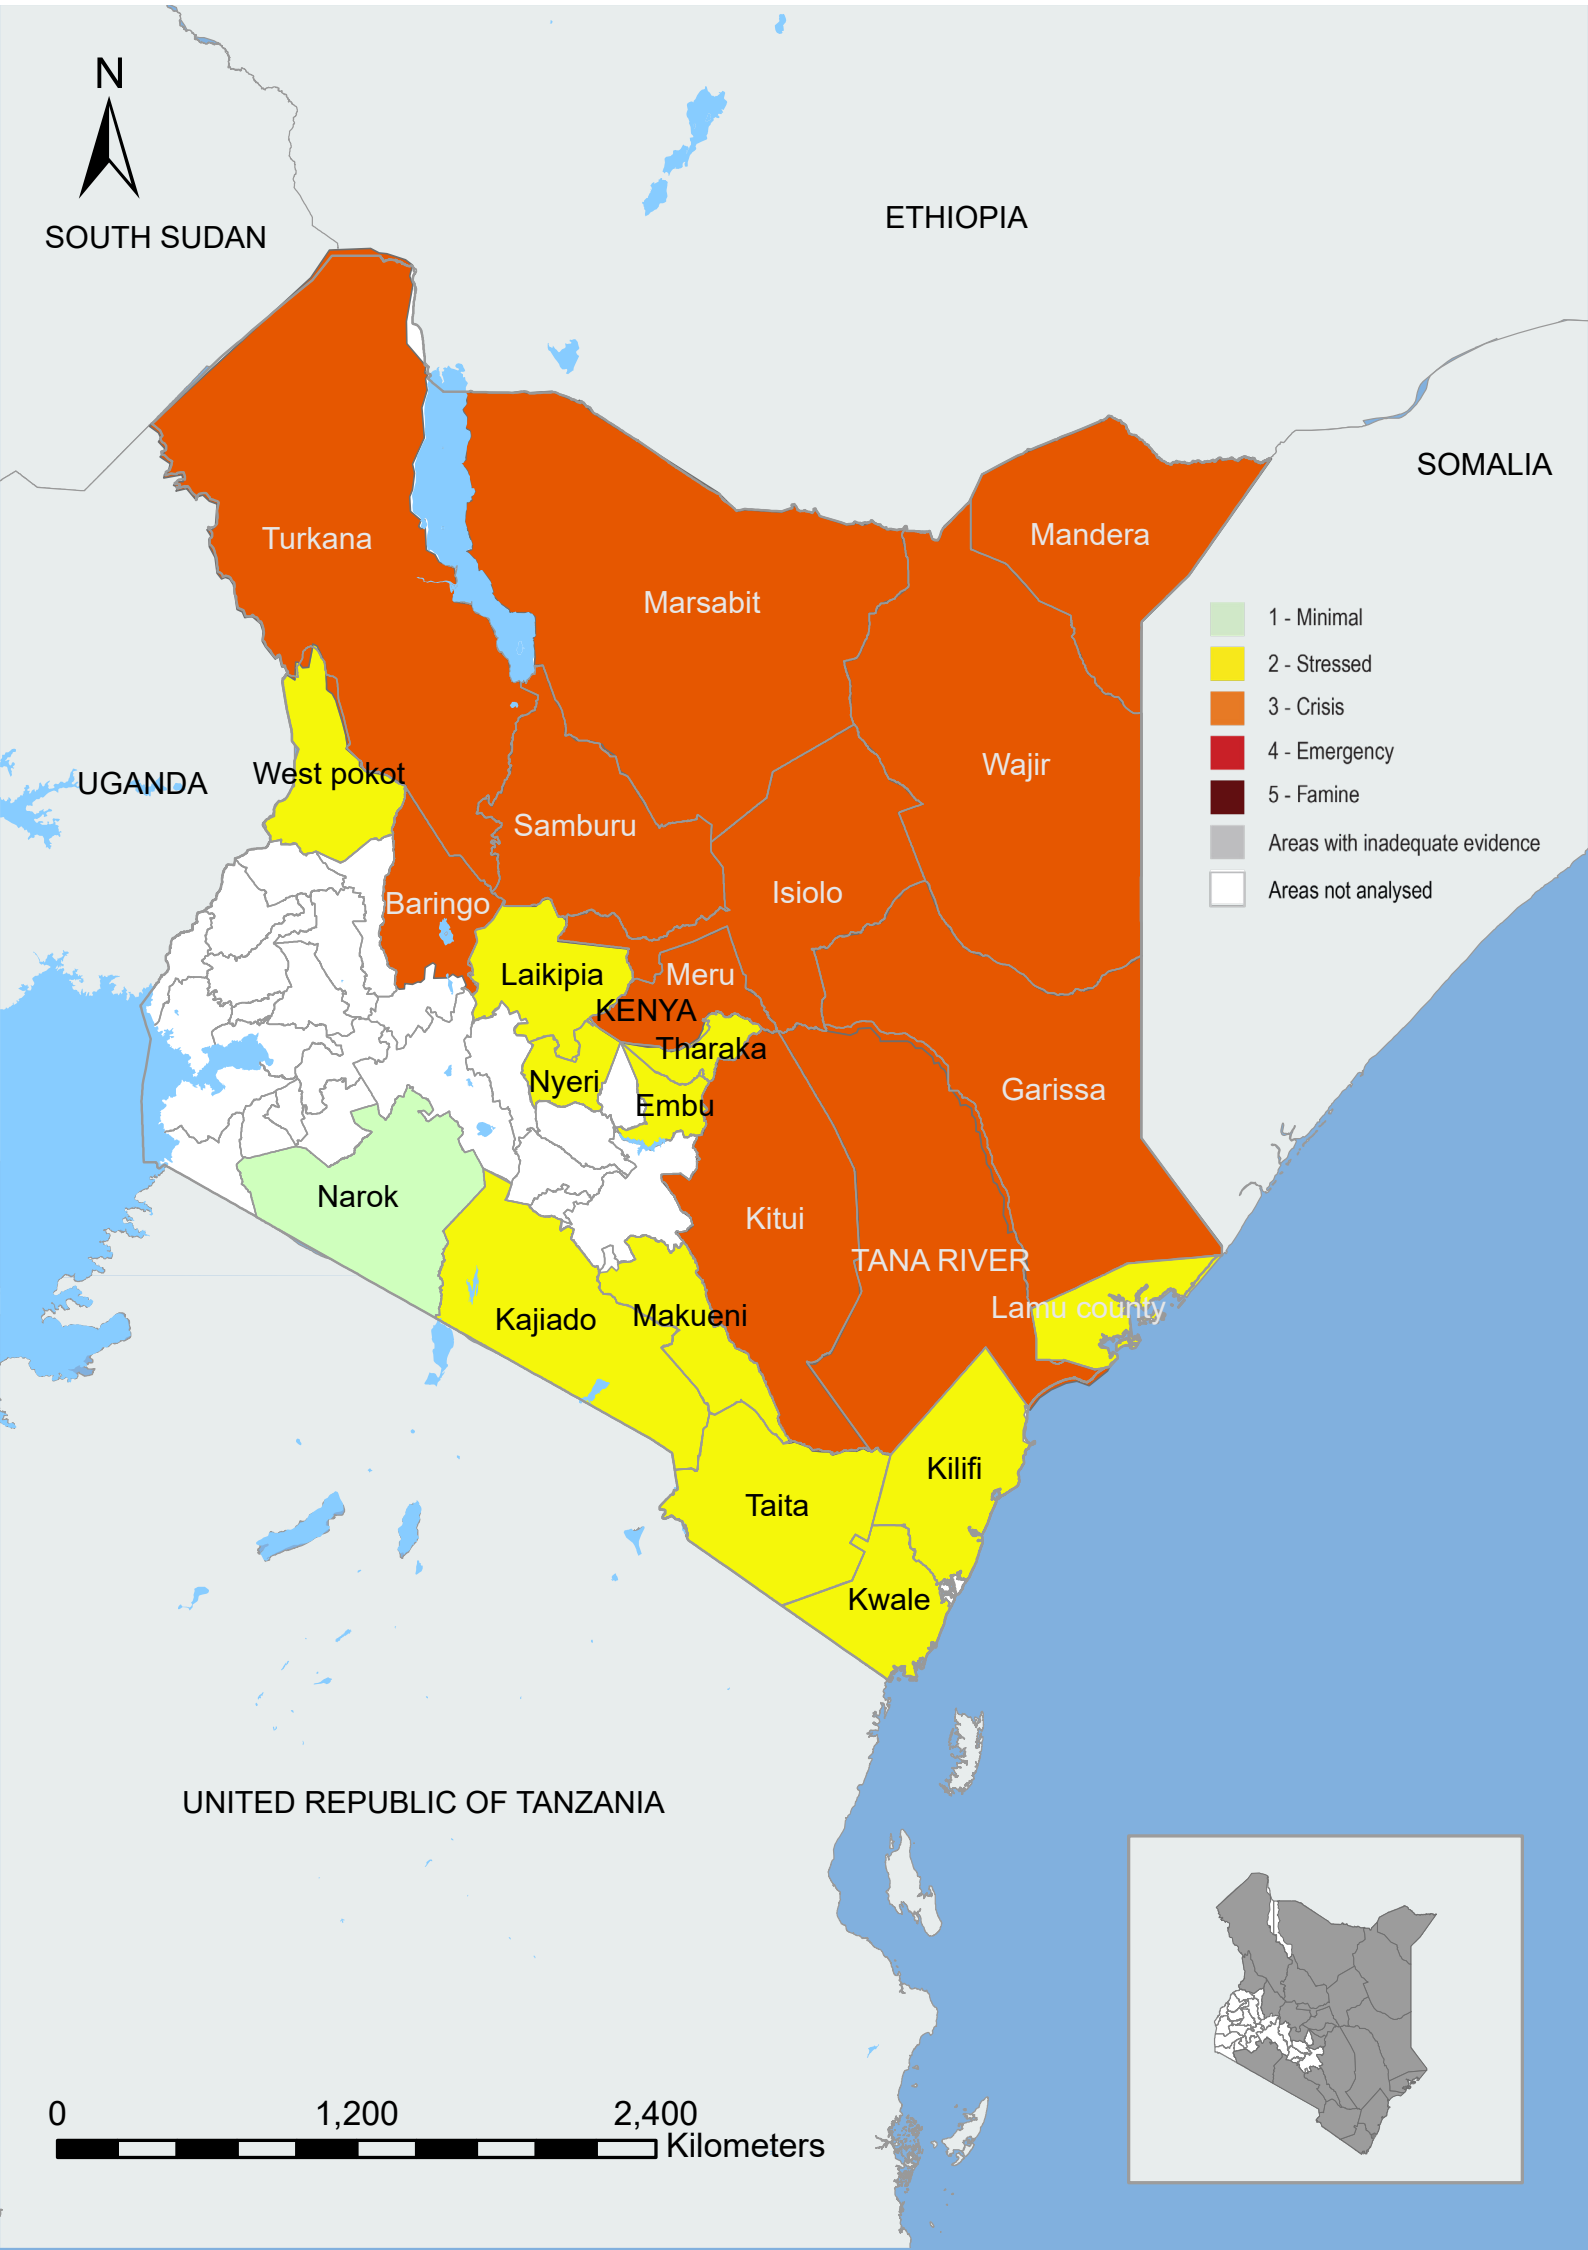 N
SOUTH SUDAN
ETHIOPIA
SOMALIA
Turkana
Mandera
Marsabit
1 - Minimal
2 - Stressed
3 - Crisis
4 - Emergency
5 - Famine
Areas with inadequate evidence
Areas not analysed
UGANDA
West pokot
Wajir
Samburu
Isiolo
Baringo
Laikipia
Meru
KENYA
Tharaka
Nyeri
Embu
Garissa
Narok
Kitui
TANA RIVER
Lamu county
Kajiado
Makueni
Kilifi
Taita
Kwale
UNITED REPUBLIC OF TANZANIA
0 1,200 2,400
Kilometers